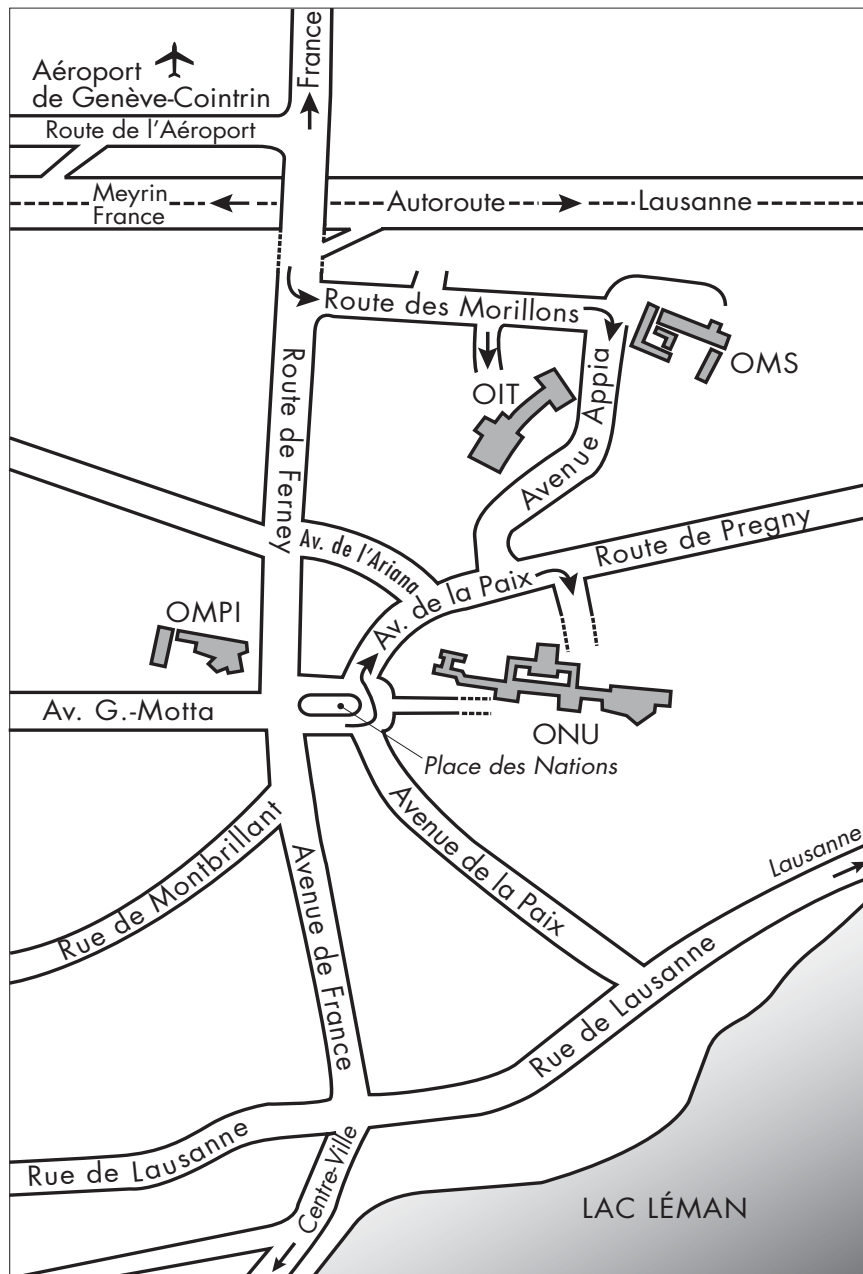 Aéroport
de Genève-Cointrin
France
Route de l'Aéroport
Meyrin
France
Autoroute
Lausanne
Route des Morillons
OMS
OIT
Avenue Appia
Route de Ferney
Av. de l'Ariana
Route de Pregny
Av. de la Paix
OMPI
Av. G.-Motta
ONU
Place des Nations
Avenue de la Paix
Rue de Montbrillant
Avenue de France
Lausanne
Rue de Lausanne
Rue de Lausanne
Centre-Ville
LAC LÉMAN